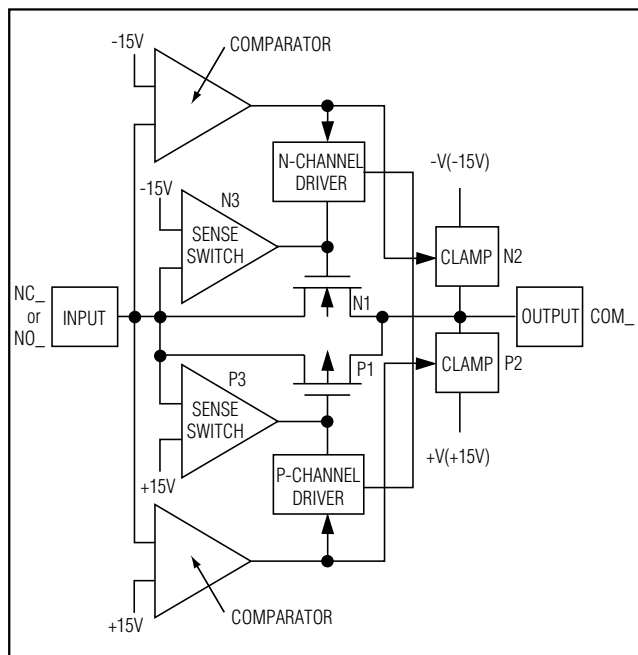 -15V
COMPARATOR
N-CHANNEL
DRIVER
-V(-15V)
-15V
N3
SENSE
SWITCH
CLAMP
N2
NC_
or
NO_
INPUT
N1
OUTPUT
COM_
P1
CLAMP
P2
P3
SENSE
SWITCH
+15V
P-CHANNEL
DRIVER
+V(+15V)
+15V
COMPARATOR